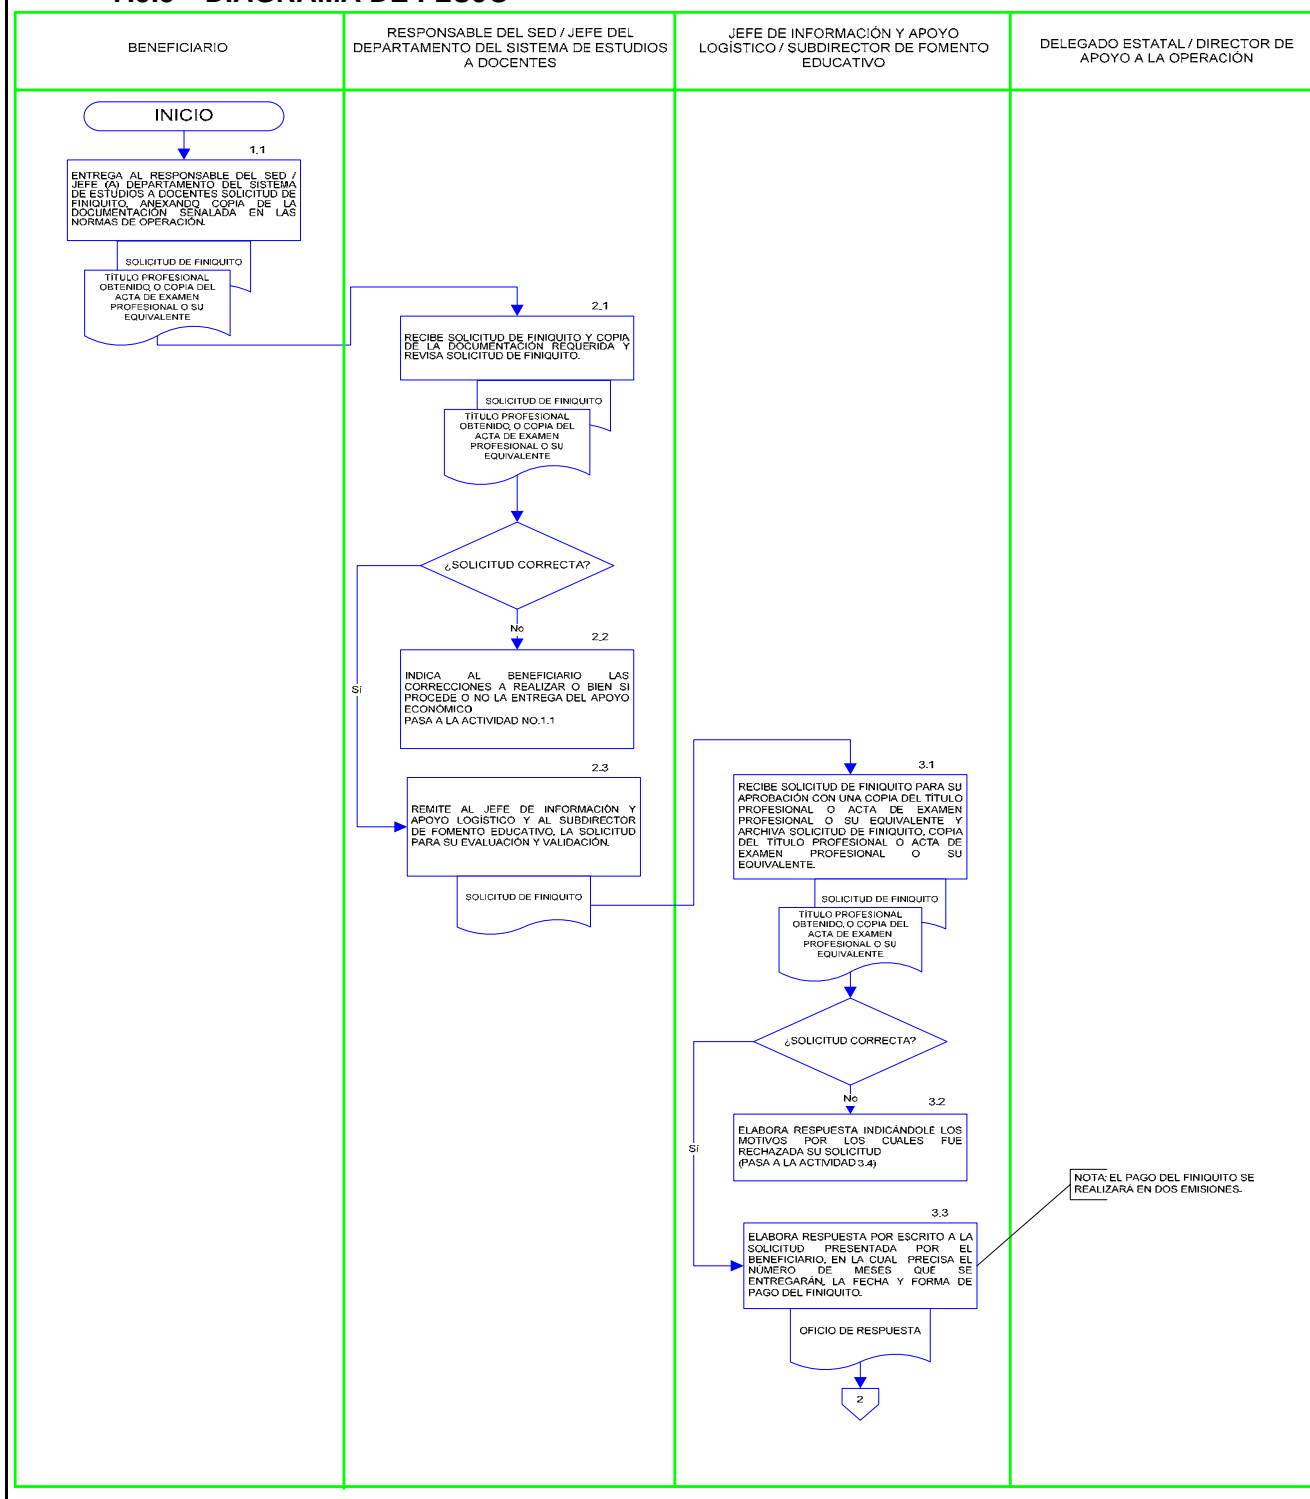 DIAGRAMA DE FLUJO
BENEFICIARIO
RESPONSABLE DEL SED / JEFE DEL
DEPARTAMENTO DEL SISTEMA DE ESTUDIOS
A DOCENTES
JEFE DE INFORMACIÓN Y APOYO
LOGÍSTICO / SUBDIRECTOR DE FOMENTO
EDUCATIVO
DELEGADO ESTATAL / DIRECTOR DE
APOYO A LA OPERACIÓN
INICIO
1.1
ENTREGA AL RESPONSABLE DEL SED /
JEFE (A) DEPARTAMENTO DEL SISTEMA
DE ESTUDIOS A DOCENTES SOLICITUD DE
FINIQUITO, ANEXANDO COPIA DE LA
DOCUMENTACIÓN SEÑALADA EN LAS
NORMAS DE OPERACIÓN.
SOLICITUD DE FINIQUITO
TÍTULO PROFESIONAL
OBTENIDO, O COPIA DEL
ACTA DE EXAMEN
PROFESIONAL O SU
EQUIVALENTE
2.1
RECIBE SOLICITUD DE FINIQUITO Y COPIA
DE LA DOCUMENTACIÓN REQUERIDA Y
REVISA SOLICITUD DE FINIQUITO.
SOLICITUD DE FINIQUITO
TÍTULO PROFESIONAL
OBTENIDO, O COPIA DEL
ACTA DE EXAMEN
PROFESIONAL O SU
EQUIVALENTE
¿SOLICITUD CORRECTA?
No
2.2
Sí
INDICA AL BENEFICIARIO LAS
CORRECCIONES A REALIZAR O BIEN SI
PROCEDE O NO LA ENTREGA DEL APOYO
ECONÓMICO
PASA A LA ACTIVIDAD NO.1.1
2.3
REMITE AL JEFE DE INFORMACIÓN Y
APOYO LOGÍSTICO Y AL SUBDIRECTOR
DE FOMENTO EDUCATIVO, LA SOLICITUD
PARA SU EVALUACIÓN Y VALIDACIÓN.
SOLICITUD DE FINIQUITO
3.1
RECIBE SOLICITUD DE FINIQUITO PARA SU
APROBACIÓN CON UNA COPIA DEL TÍTULO
PROFESIONAL O ACTA DE EXAMEN
PROFESIONAL O SU EQUIVALENTE Y
ARCHIVA SOLICITUD DE FINIQUITO, COPIA
DEL TÍTULO PROFESIONAL O ACTA DE
EXAMEN PROFESIONAL O SU
EQUIVALENTE.
SOLICITUD DE FINIQUITO
TÍTULO PROFESIONAL
OBTENIDO, O COPIA DEL
ACTA DE EXAMEN
PROFESIONAL O SU
EQUIVALENTE
¿SOLICITUD CORRECTA?
No
3.2
Sí
ELABORA RESPUESTA INDICÁNDOLE LOS
MOTIVOS POR LOS CUALES FUE
RECHAZADA SU SOLICITUD
(PASA A LA ACTIVIDAD 3.4)
NOTA: EL PAGO DEL FINIQUITO SE
REALIZARÁ EN DOS EMISIONES.
3.3
ELABORA RESPUESTA POR ESCRITO A LA
SOLICITUD PRESENTADA POR EL
BENEFICIARIO, EN LA CUAL PRECISA EL
NÚMERO DE MESES QUE SE
ENTREGARÁN, LA FECHA Y FORMA DE
PAGO DEL FINIQUITO.
OFICIO DE RESPUESTA
2